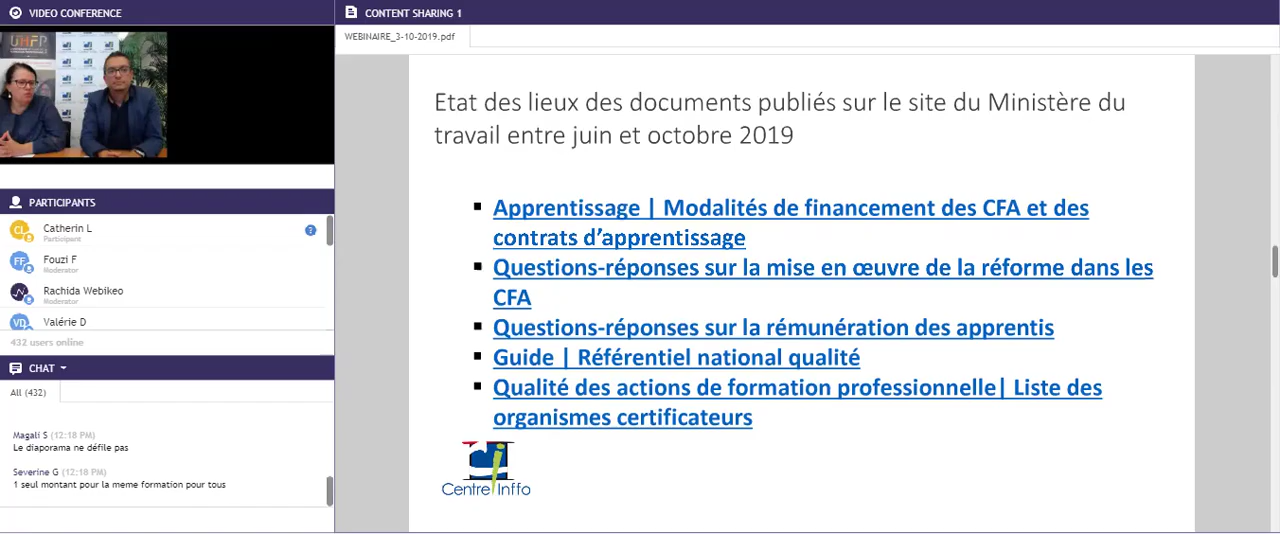 VIDEO CONFERENCE
UHFP
PARTICIPANTS
CL
Catherin L
Participant
FF
Fouzi F
Moderator
Rachida Webikeo
Moderator
VD
Valérie D
432 users online
CHAT
All (432)
Magali S (12:18 PM)
Le diaporama ne défile pas
Severine G (12:18 PM)
1 seul montant pour la meme formation pour tous
CONTENT SHARING 1
WEBINAIRE_3-10-2019.pdf
Etat des lieux des documents publiés sur le site du Ministère du
travail entre juin et octobre 2019
Apprentissage | Modalités de financement des CFA et des
contrats d’apprentissage
Questions-réponses sur la mise en œuvre de la réforme dans les
CFA
Questions-réponses sur la rémunération des apprentis
Guide | Référentiel national qualité
Qualité des actions de formation professionnelle| Liste des
organismes certificateurs
Centre Inffo